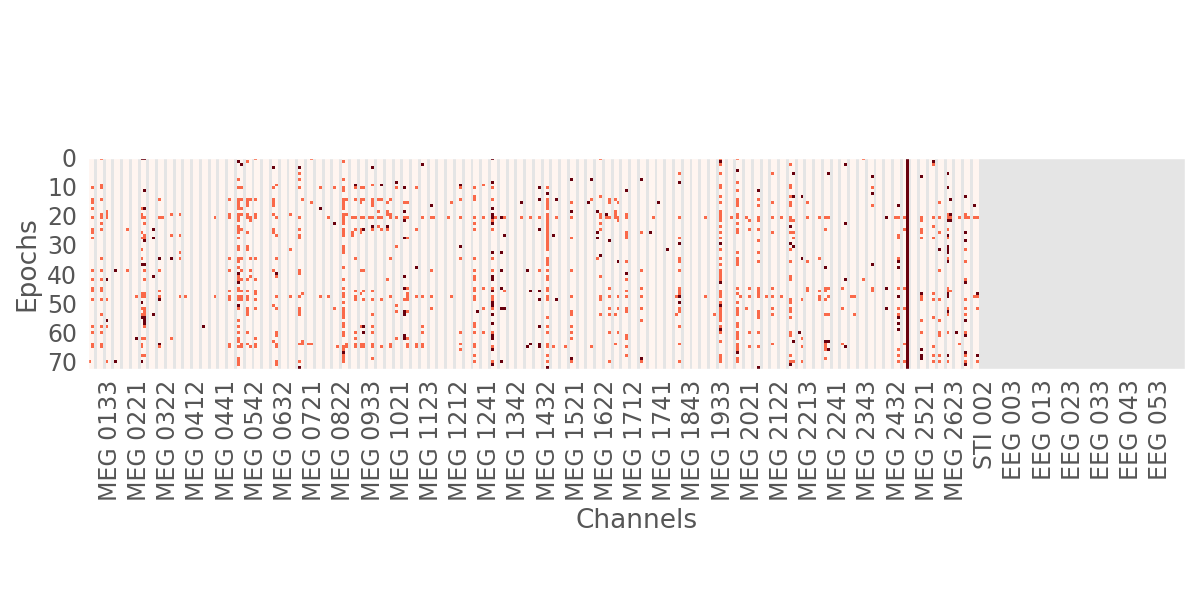 Epochs
0
10
20
30
40
50
60
70
MEG 0133
MEG 0221
MEG 0322
MEG 0412
MEG 0441
MEG 0542
MEG 0632
MEG 0721
MEG 0822
MEG 0933
MEG 1021
MEG 1123
MEG 1212
MEG 1241
MEG 1342
MEG 1432
MEG 1521
MEG 1622
MEG 1712
MEG 1741
MEG 1843
MEG 1933
MEG 2021
MEG 2122
MEG 2213
MEG 2241
MEG 2343
MEG 2432
MEG 2521
MEG 2623
STI 002
EEG 003
EEG 013
EEG 023
EEG 033
EEG 043
EEG 053
Channels